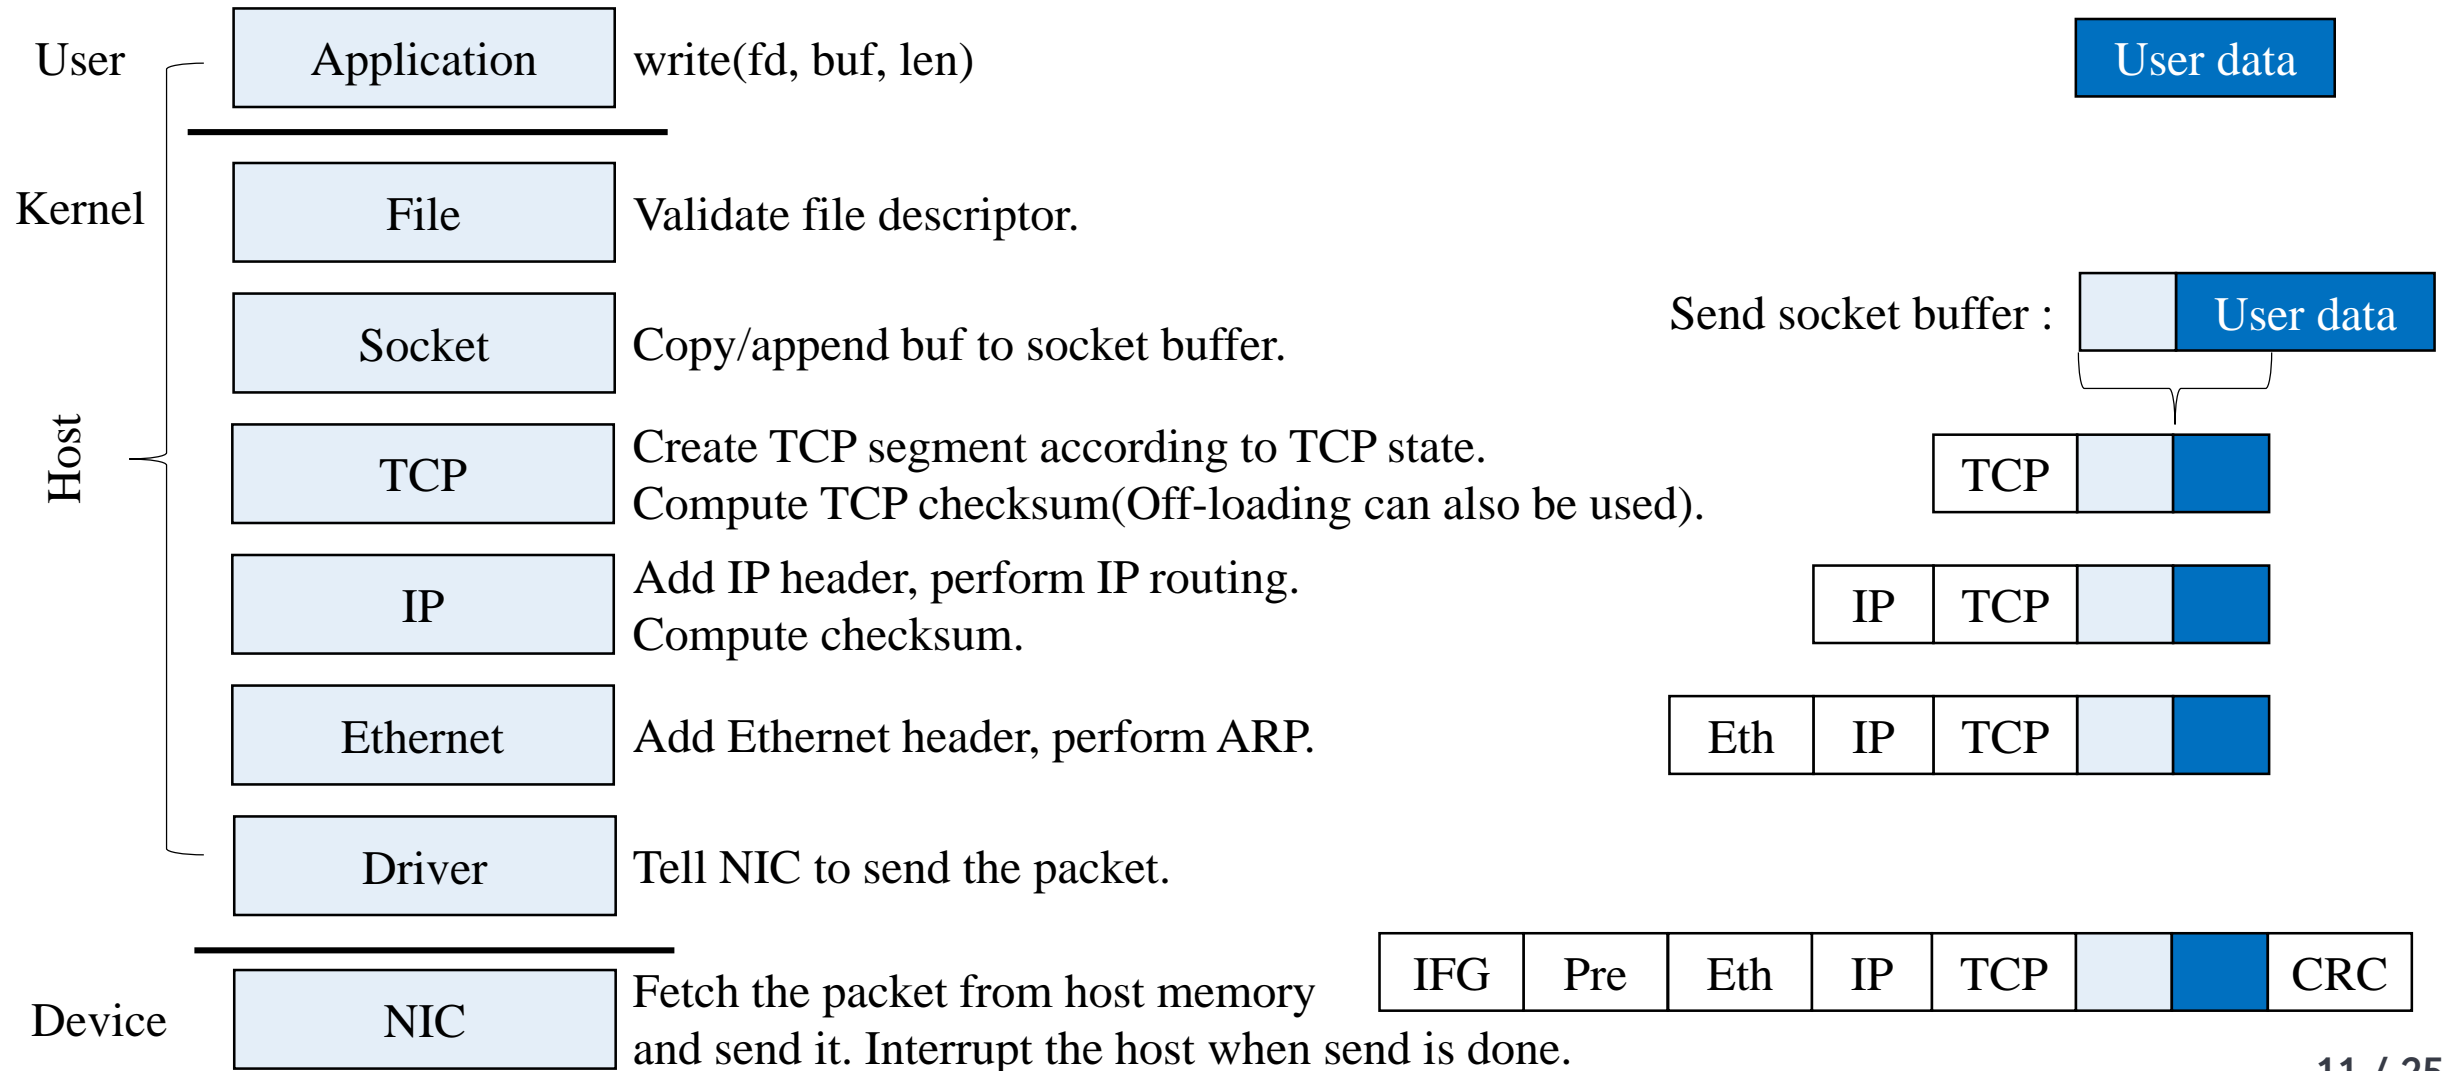 User
Application
write(fd, buf, len)
User data
Kernel
File
Validate file descriptor.
Socket
Copy/append buf to socket buffer.
Send socket buffer :
User data
Host
TCP
Create TCP segment according to TCP state.
Compute TCP checksum(Off-loading can also be used).
TCP
IP
Add IP header, perform IP routing.
Compute checksum.
IP TCP
Ethernet
Add Ethernet header, perform ARP.
Eth IP TCP
Driver
Tell NIC to send the packet.
Device
NIC
Fetch the packet from host memory
and send it. Interrupt the host when send is done.
IFG Pre Eth IP TCP CRC
11 / 25